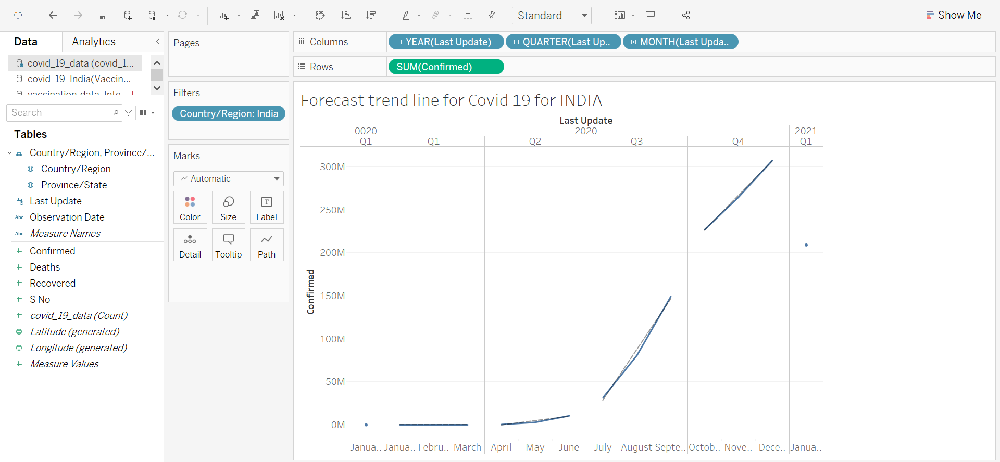 Standard
Show Me
Data
Analytics
covid_19_data (covid_1...
covid_19_India(Vaccin...
vaccination_data_Inte...
Search
Tables
Country/Region, Province/...
Country/Region
Province/State
Last Update
Abc Observation Date
Abc Measure Names
Confirmed
Deaths
Recovered
S No
covid_19_data (Count)
Latitude (generated)
Longitude (generated)
Measure Values
Pages
Filters
Country/Region: India
Marks
Automatic
Color Size Label
Detail Tooltip Path
Columns
YEAR(Last Update) QUARTER(Last Up.. MONTH(Last Upda..
Rows
SUM(Confirmed)
Forecast trend line for Covid 19 for INDIA
Last Update
0020 2020 2021
Q1 Q1 Q2 Q3 Q4 Q1
300M
250M
200M
150M
100M
50M
0M
Confirmed
Janua.. Janua.. Febru.. March April May June July August Septe.. Octob.. Nove.. Dece.. Janua..